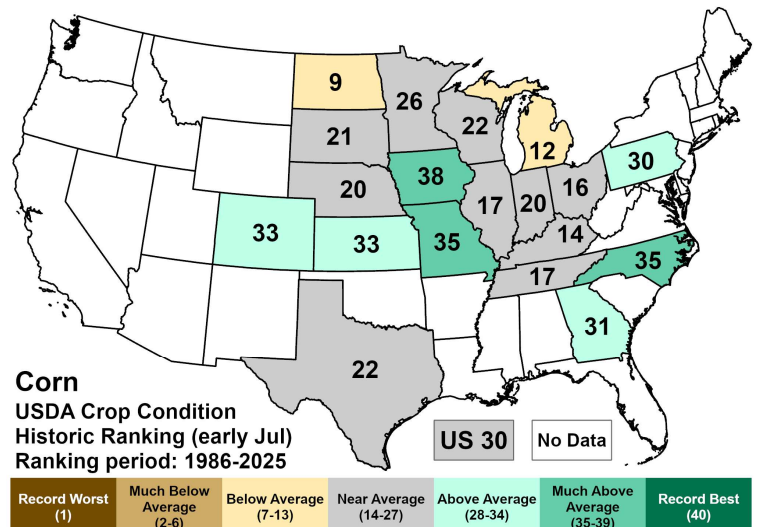 9
26
21
22
12
38
30
20
17
20
16
33
33
35
14
17
35
31
22
Corn
USDA Crop Condition
Historic Ranking (early Jul)
Ranking period: 1986-2025
US 30
No Data
Record Worst
(1)
Much Below
Average
(2-6)
Below Average
(7-13)
Near Average
(14-27)
Above Average
(28-34)
Much Above
Average
(35-39)
Record Best
(40)